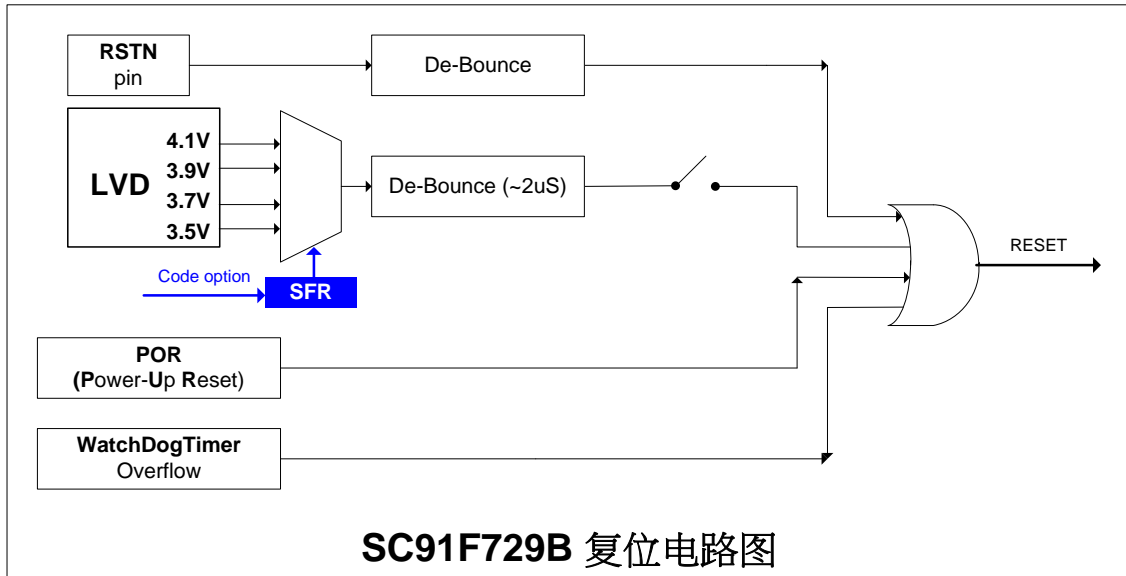 RSTN
pin
De-Bounce
LVD
4.1V
3.9V
3.7V
3.5V
De-Bounce (~2uS)
Code option
SFR
RESET
POR
(Power-Up Reset)
WatchDogTimer
Overflow
SC91F729B 复位电路图